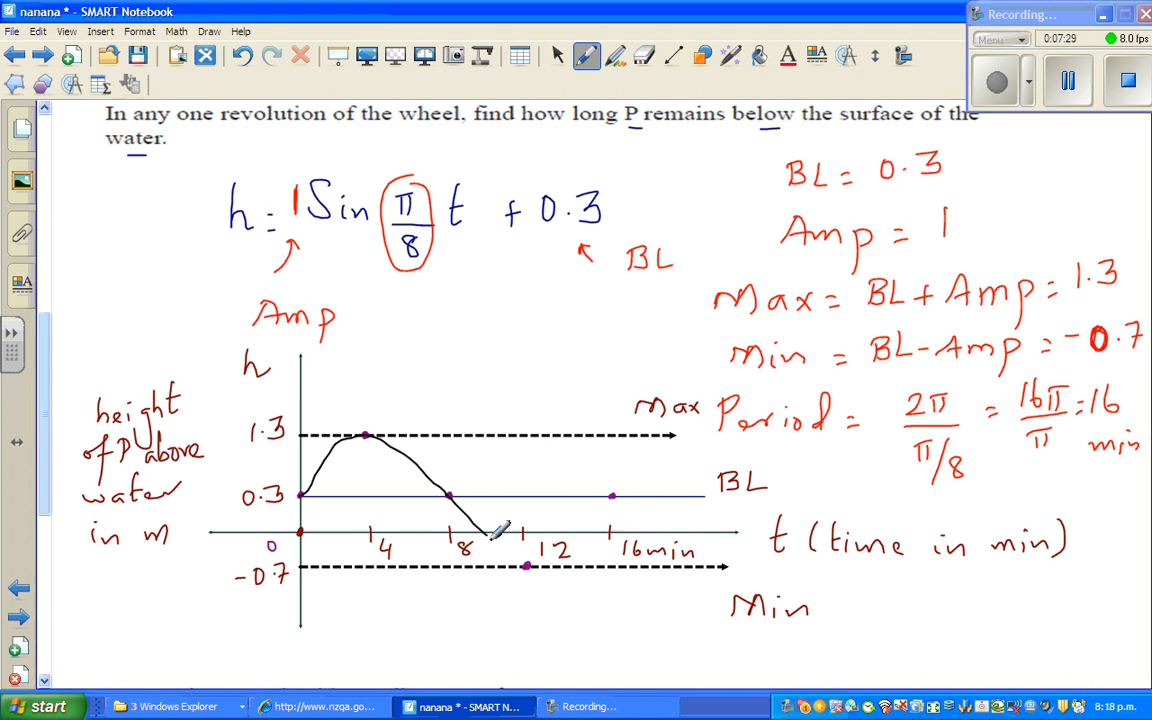 nanana * - SMART Notebook
Recording...
File Edit View Insert Format Math Draw Help
Menu
0:07:29
8.0 fps
In any one revolution of the wheel, find how long P remains below the surface of the
water.
h = 1 Sin π/8 t + 0.3
BL
Amp
BL = 0.3
Amp = 1
Max = BL + Amp = 1.3
Min = BL - Amp = -0.7
Period = 2π / π/8 = 16π/π = 16
min
h
height
of P above
water
in m
1.3
Max
0.3
BL
0
4
8
12
16min
t (time in min)
-0.7
Min
start
3 Windows Explorer
http://www.nzqa.go...
nanana * - SMART N...
Recording...
8:18 p.m.